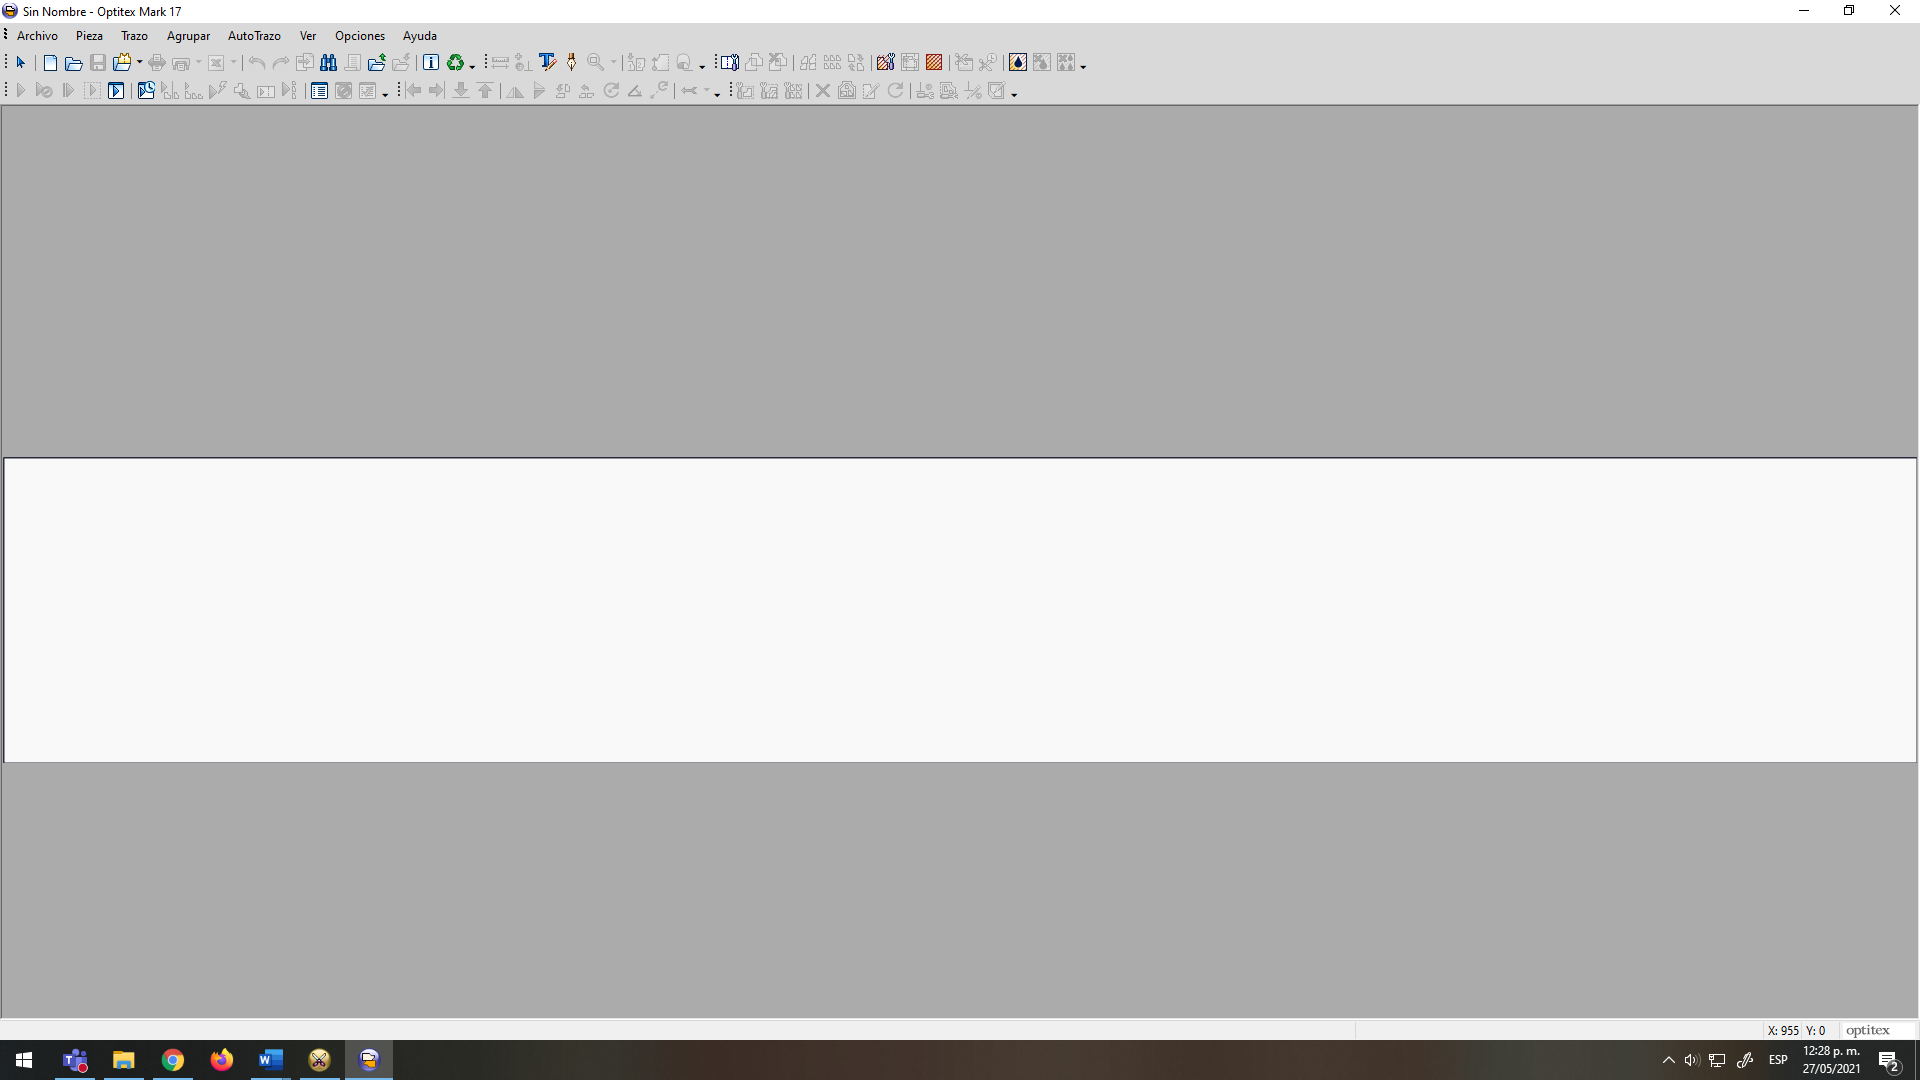 Sin Nombre - Optitex Mark 17
Archivo Pieza Trazo Agrupar AutoTrazo Ver Opciones Ayuda
X: 955 Y: 0 optitex
ESP 12:28 p. m.
27/05/2021 2